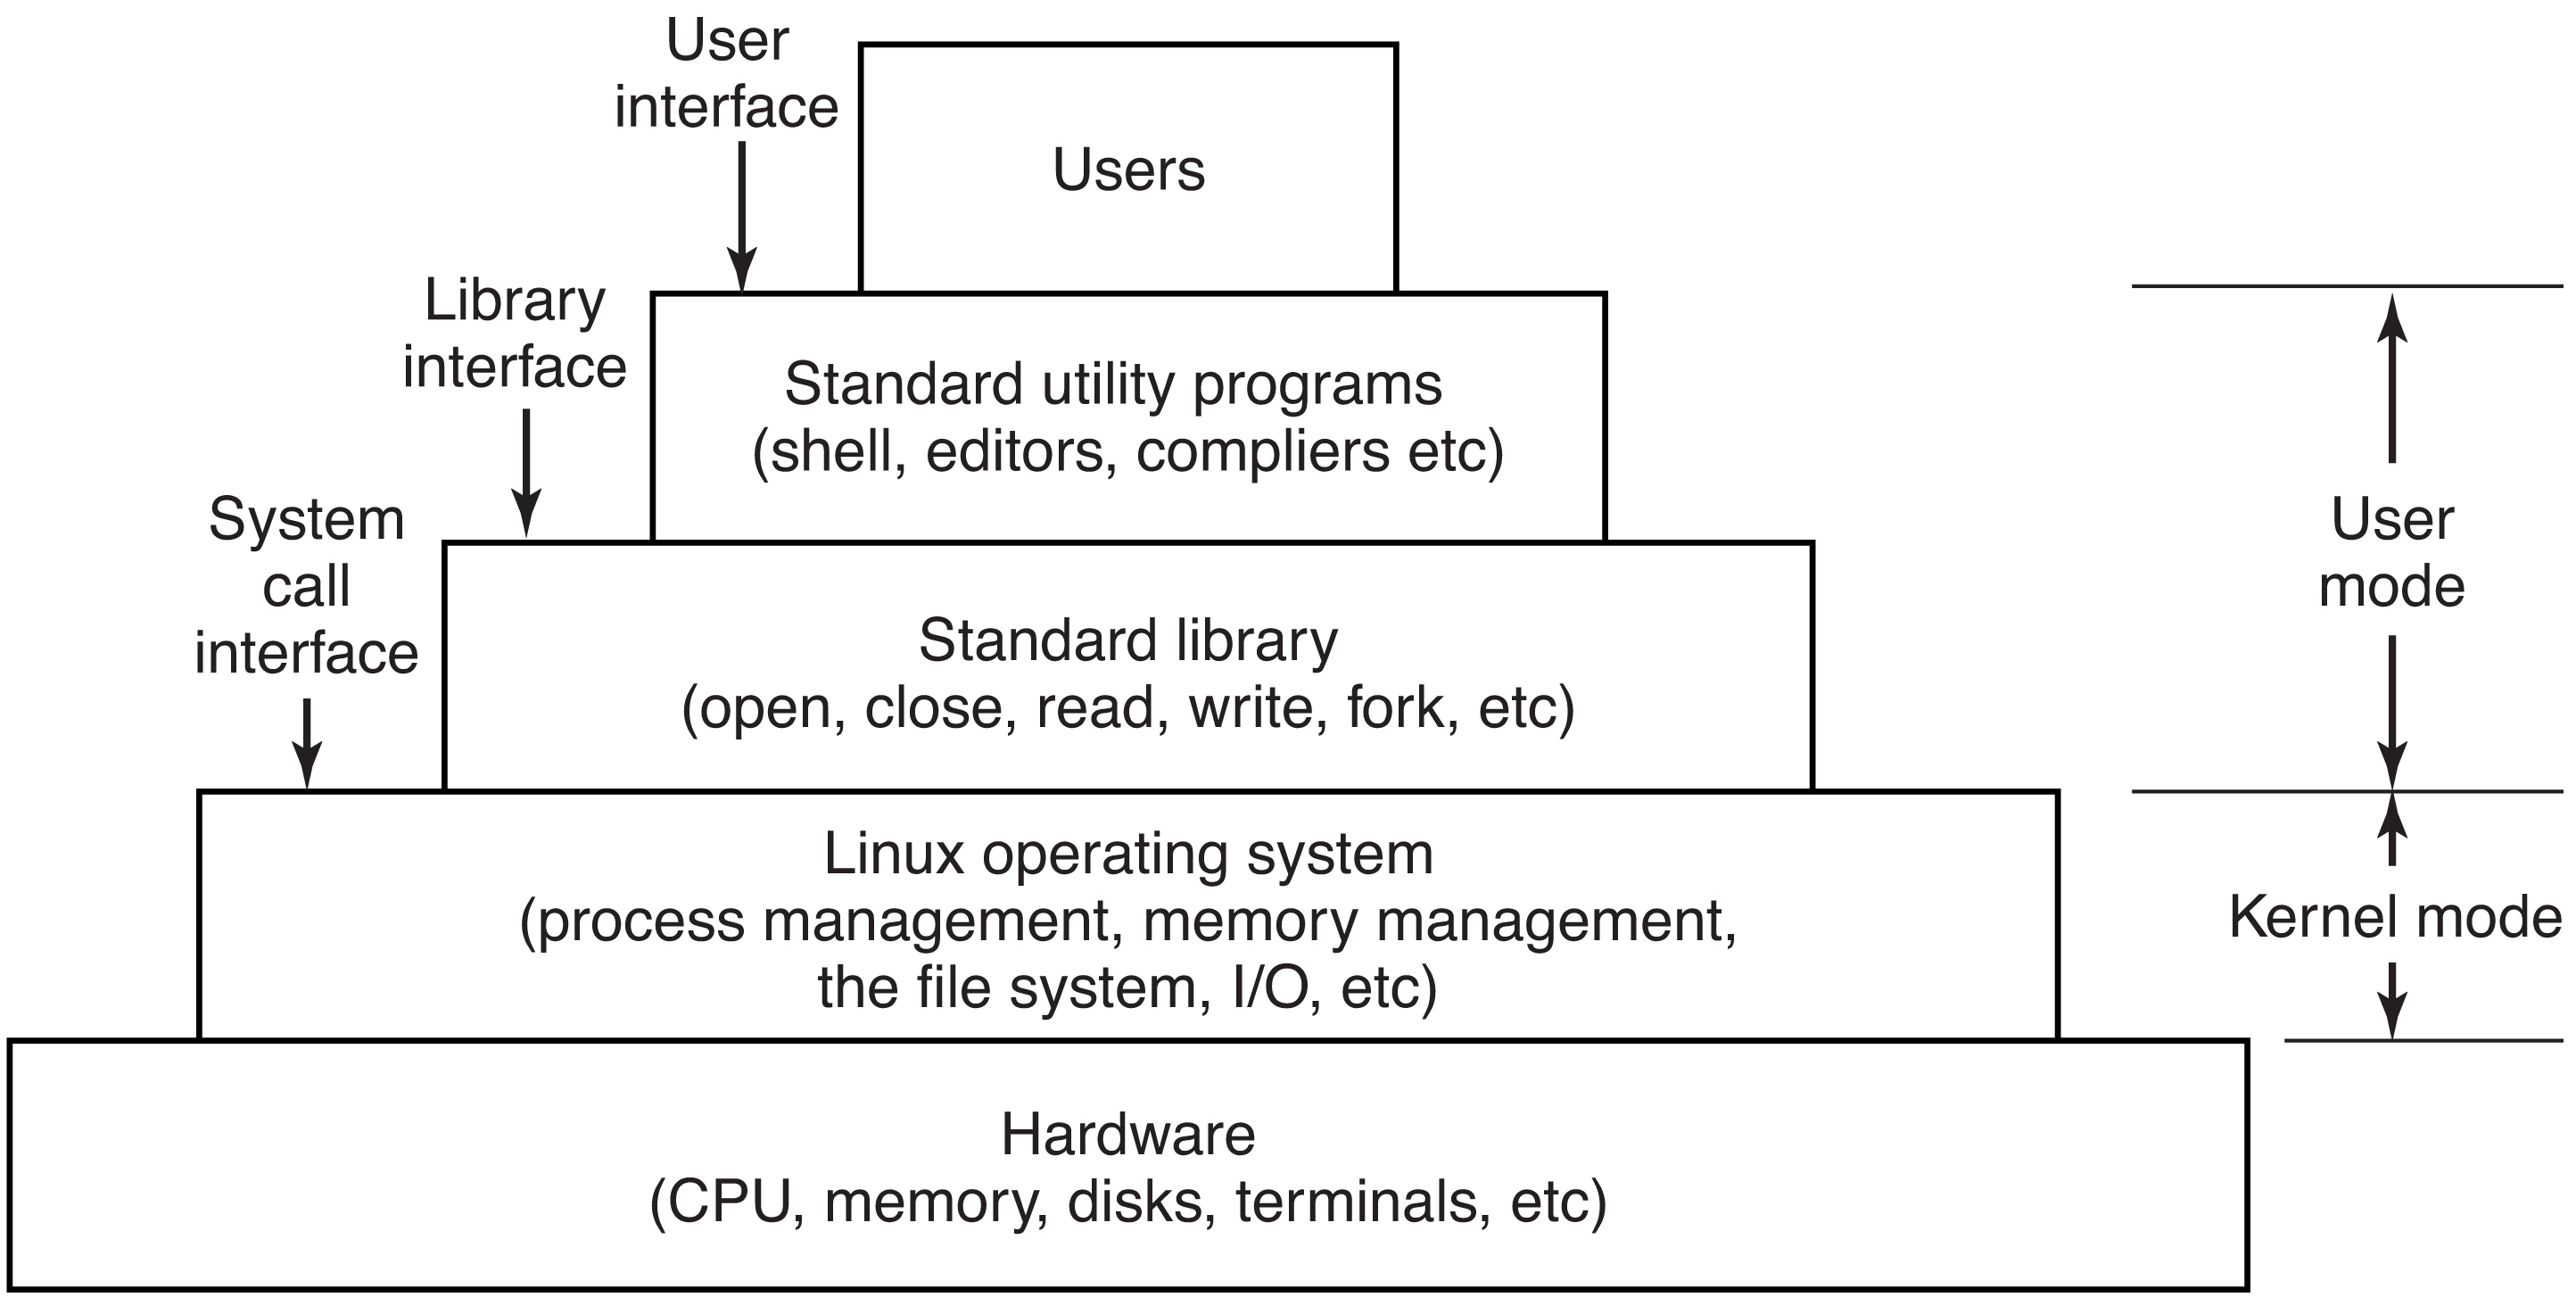 User
interface
Users
Library
interface
Standard utility programs
(shell, editors, compliers etc)
System
call
interface
User
mode
Standard library
(open, close, read, write, fork, etc)
Linux operating system
(process management, memory management,
the file system, I/O, etc)
Kernel mode
Hardware
(CPU, memory, disks, terminals, etc)